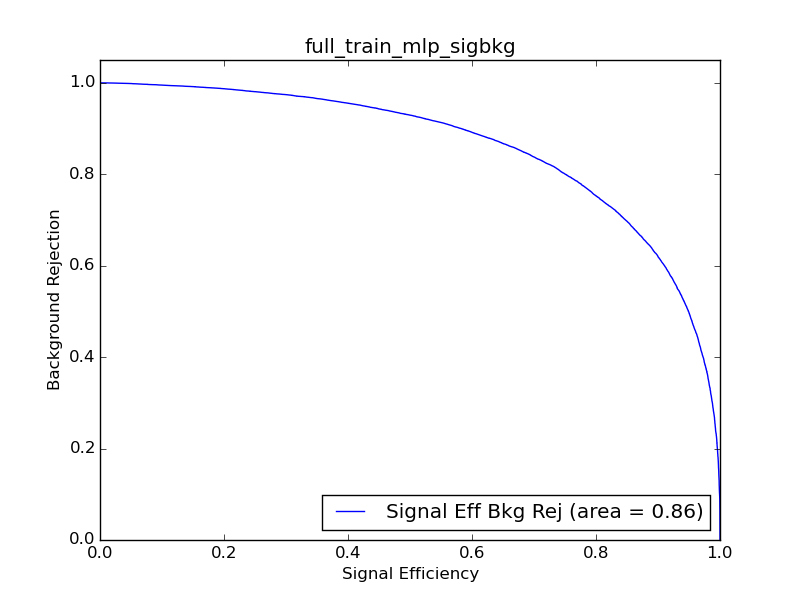 full_train_mlp_sigbkg
1.0
0.8
0.6
0.4
0.2
0.0
Background Rejection
Signal Eff Bkg Rej (area = 0.86)
0.0 0.2 0.4 0.6 0.8 1.0
Signal Efficiency